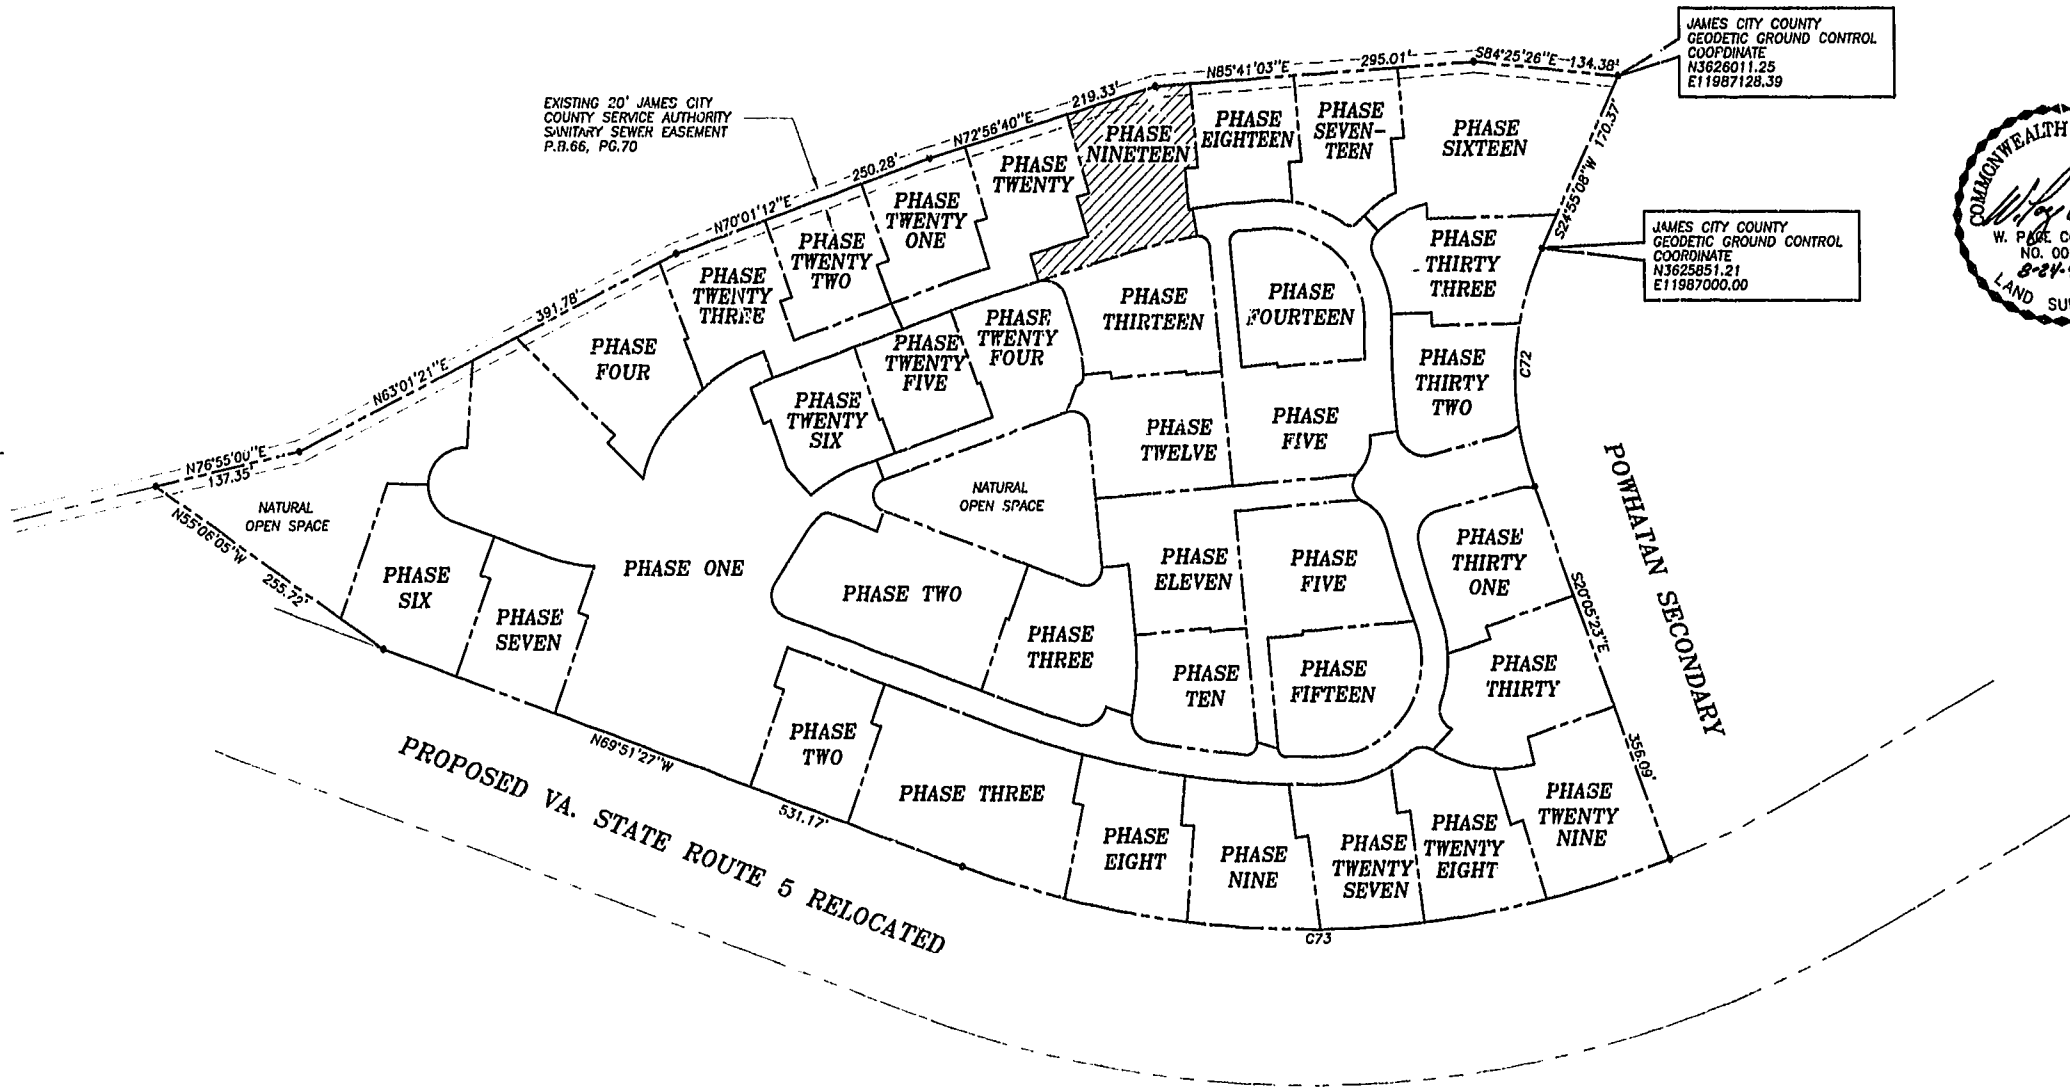 JAMES CITY COUNTY
GEODETIC GROUND CONTROL
COORDINATE
N3626011.25
E11987128.39
EXISTING 20' JAMES CITY
COUNTY SERVICE AUTHORITY
SANITARY SEWER EASEMENT
P.B.66, PG.70
N85°41'03"E
295.01'
S84°25'26"E
134.38'
219.33'
N72°56'40"E
250.28'
N70°01'12"E
391.78'
N63°01'21"E
N76°55'00"E
137.35'
S24°55'08"W 170.37'
COMMONWEALTH
W. PAGE
NO. 00
8-24-
LAND SU
JAMES CITY COUNTY
GEODETIC GROUND CONTROL
COORDINATE
N3625851.21
E11987000.00
PHASE
NINETEEN
PHASE
EIGHTEEN
PHASE
SEVEN-
TEEN
PHASE
SIXTEEN
PHASE
TWENTY
PHASE
TWENTY
ONE
PHASE
TWENTY
TWO
PHASE
TWENTY
THREE
PHASE
FOUR
PHASE
THIRTY
THREE
PHASE
THIRTEEN
PHASE
FOURTEEN
PHASE
TWENTY
FOUR
PHASE
TWENTY
FIVE
PHASE
TWENTY
SIX
PHASE
THIRTY
TWO
C72
PHASE
TWELVE
PHASE
FIVE
NATURAL
OPEN SPACE
NATURAL
OPEN SPACE
N55°06'05"W
255.72'
PHASE
SIX
PHASE
SEVEN
PHASE ONE
PHASE TWO
PHASE
ELEVEN
PHASE
FIVE
PHASE
THIRTY
ONE
POWHATAN SECONDARY
S20°05'23"E
356.09'
PHASE
THREE
PHASE
TEN
PHASE
FIFTEEN
PHASE
THIRTY
PHASE
TWO
PHASE THREE
PHASE
EIGHT
PHASE
NINE
PHASE
TWENTY
SEVEN
PHASE
TWENTY
EIGHT
PHASE
TWENTY
NINE
N69°51'27"W
531.17'
C73
PROPOSED VA. STATE ROUTE 5 RELOCATED